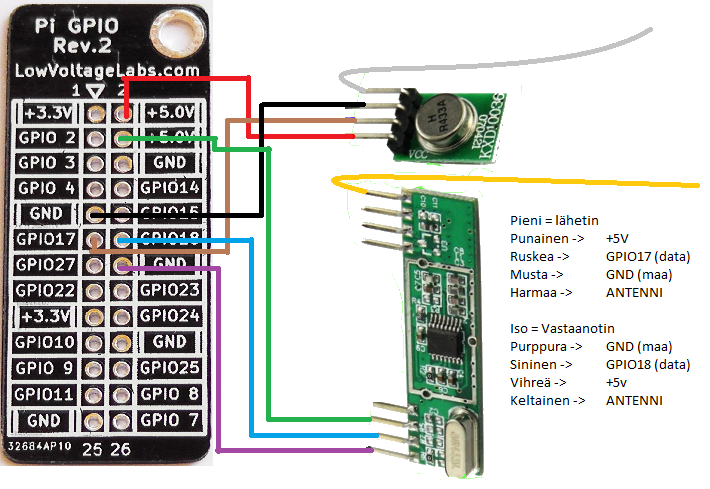 Pi GPIO
Rev.2
LowVoltageLabs.com
1 2
+3.3V +5.0V
GPIO 2 +5.0V
GPIO 3 GND
GPIO 4 GPIO14
GND GPIO15
GPIO17 GPIO18
GPIO27 GND
GPIO22 GPIO23
+3.3V GPIO24
GPIO10 GND
GPIO 9 GPIO25
GPIO11 GPIO 8
GND GPIO 7
32684AP10 25 26
H
R433A
VCC
Pieni = lähetin
Punainen -> +5V
Ruskea -> GPIO17 (data)
Musta -> GND (maa)
Harmaa -> ANTENNI
Iso = Vastaanotin
Purppura -> GND (maa)
Sininen -> GPIO18 (data)
Vihreä -> +5v
Keltainen -> ANTENNI